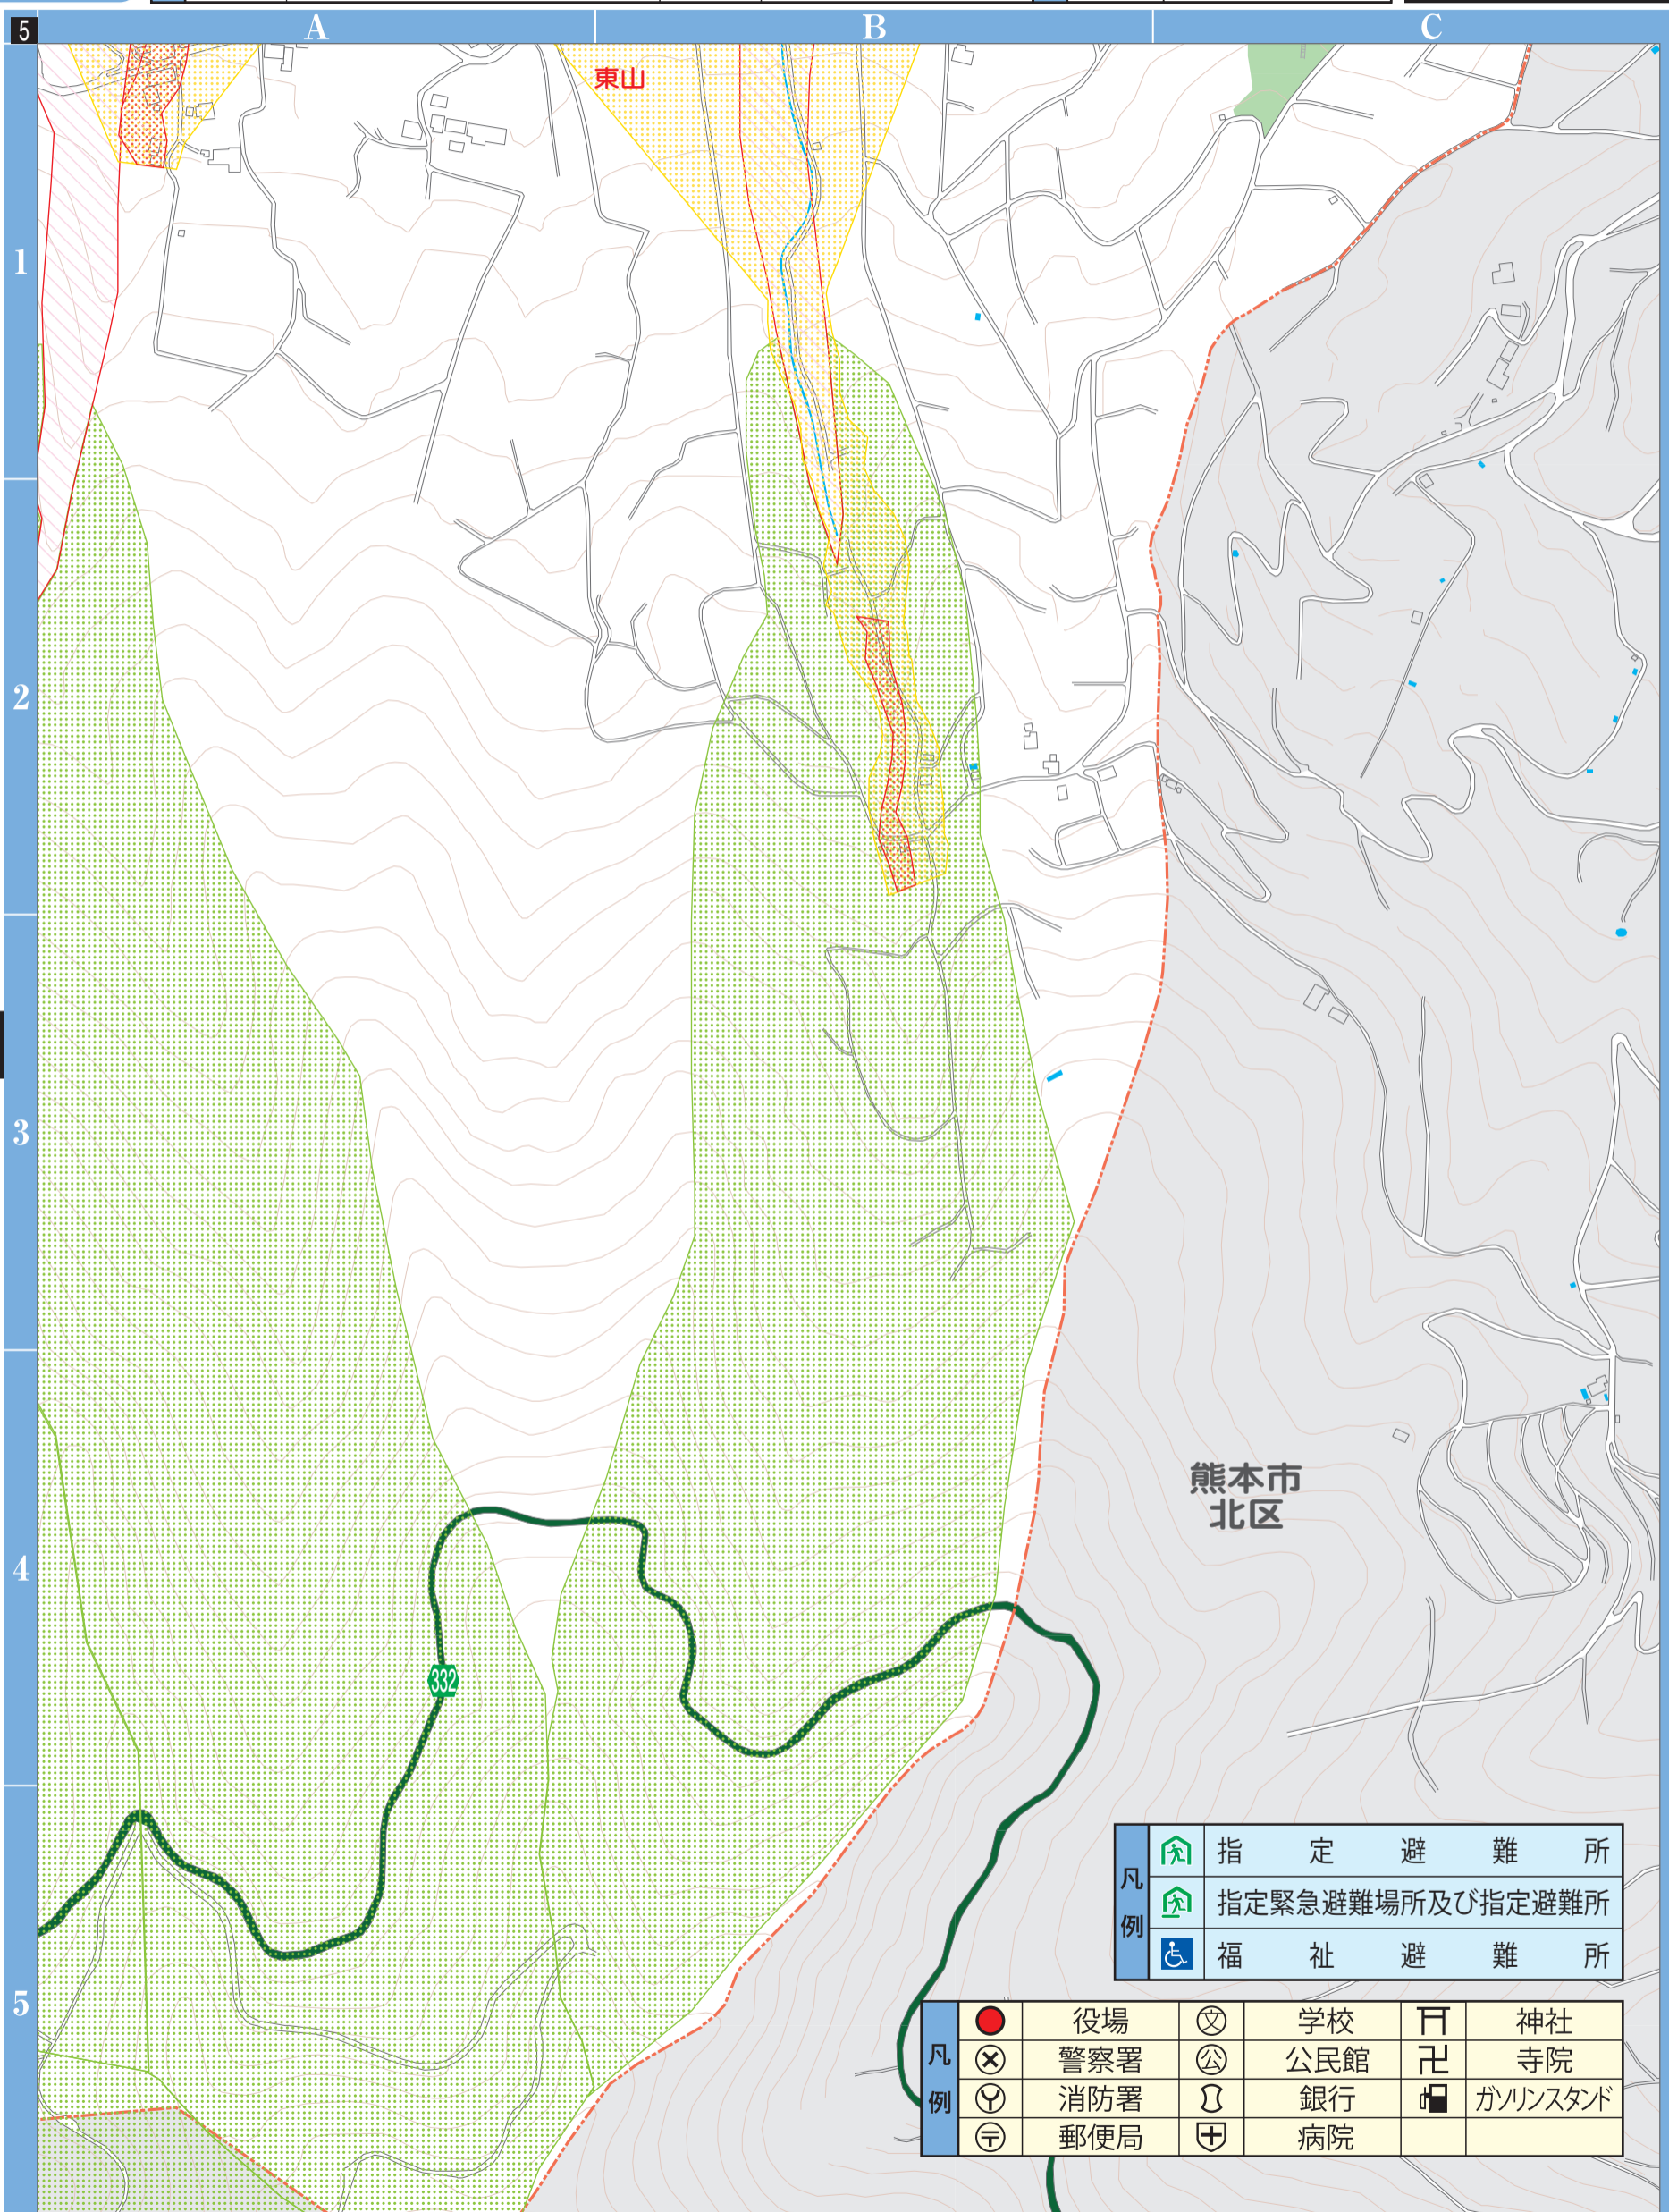 5
A
B
C
東山
1
2
3
4
5
熊本市
北区
332
凡例
指定避難所
指定緊急避難場所及び指定避難所
福祉避難所
凡例
役場 文 学校 神社
警察署 公 公民館 卍 寺院
消防署 銀行 ガソリンスタンド
〒 郵便局 病院